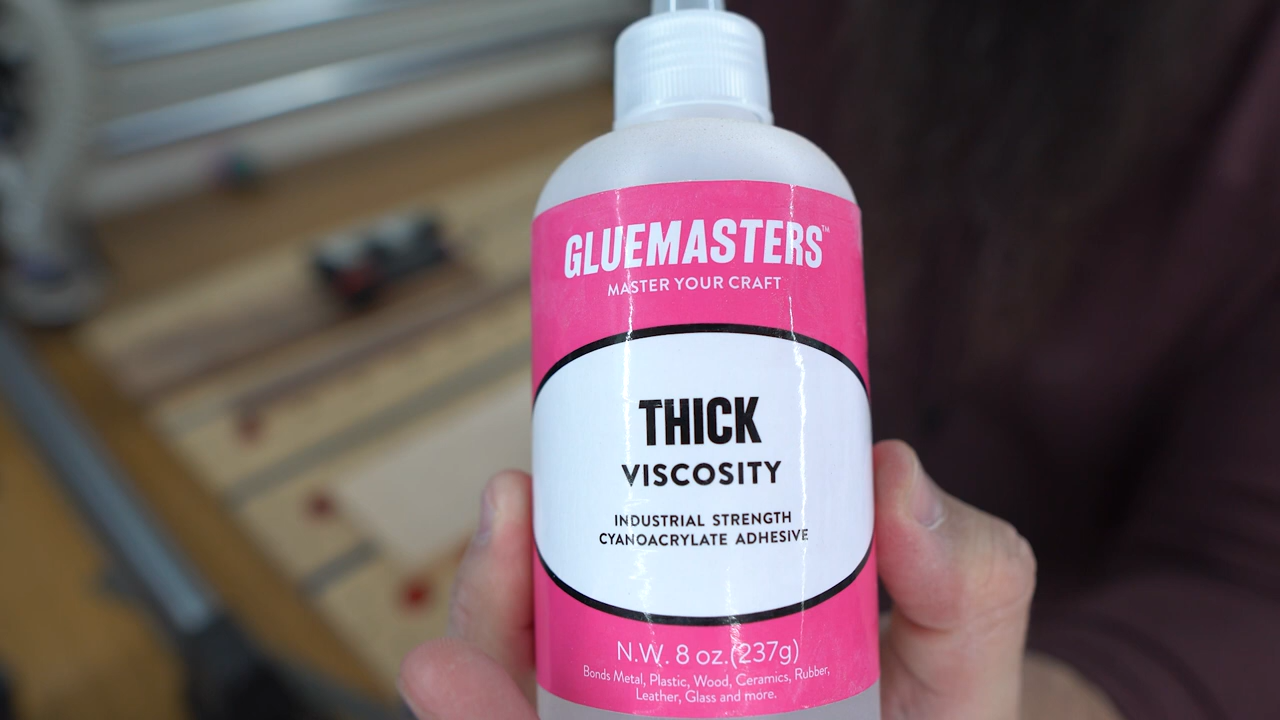 GLUEMASTERS™
MASTER YOUR CRAFT
THICK
VISCOSITY
INDUSTRIAL STRENGTH
CYANOACRYLATE ADHESIVE
N.W. 8 oz.(237g)
Bonds Metal, Plastic, Wood, Ceramics, Rubber,
Leather, Glass and more.